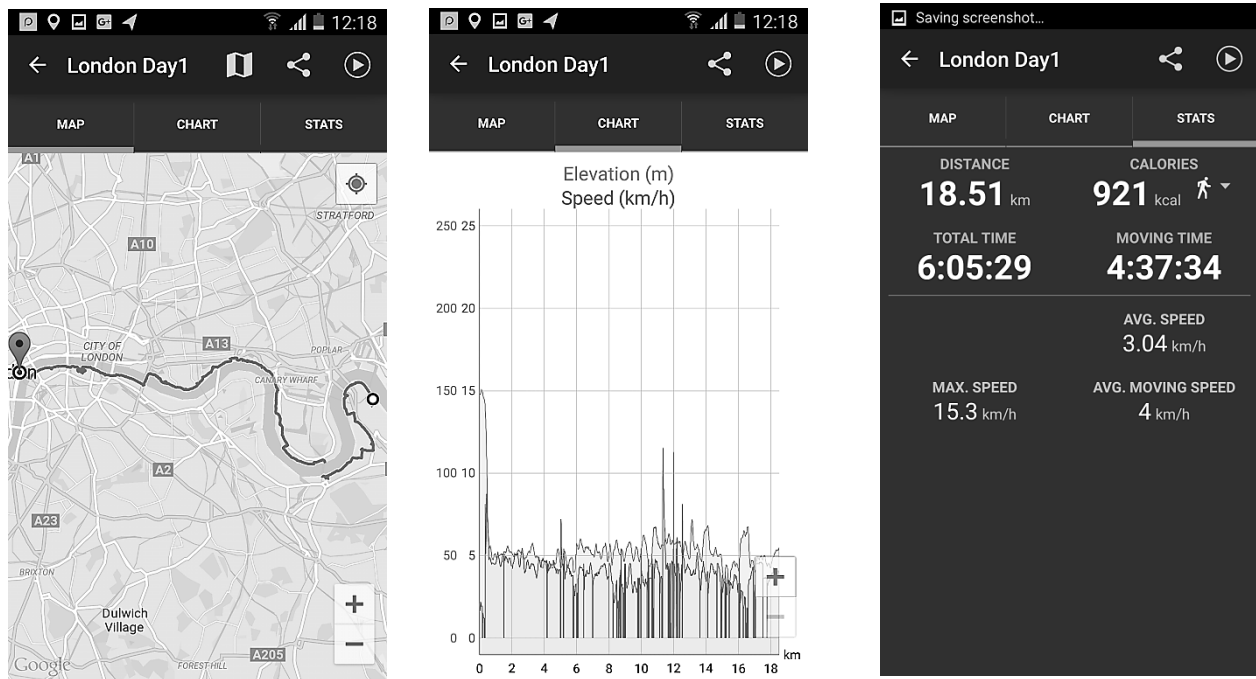 12:18
London Day1
MAP CHART STATS
A1
STRATFORD
A10
CITY OF
LONDON
A13
POPLAR
CANARY WHARF
A2
A23
BRIXTON
Dulwich
Village
+
−
Google
FOREST HILL
A205
12:18
London Day1
MAP CHART STATS
Elevation (m)
Speed (km/h)
250 25
200 20
150 15
100 10
50 5
0 0
+
−
km
0 2 4 6 8 10 12 14 16 18
Saving screenshot...
London Day1
MAP CHART STATS
DISTANCE CALORIES
18.51 km 921 kcal
TOTAL TIME MOVING TIME
6:05:29 4:37:34
AVG. SPEED
3.04 km/h
MAX. SPEED AVG. MOVING SPEED
15.3 km/h 4 km/h